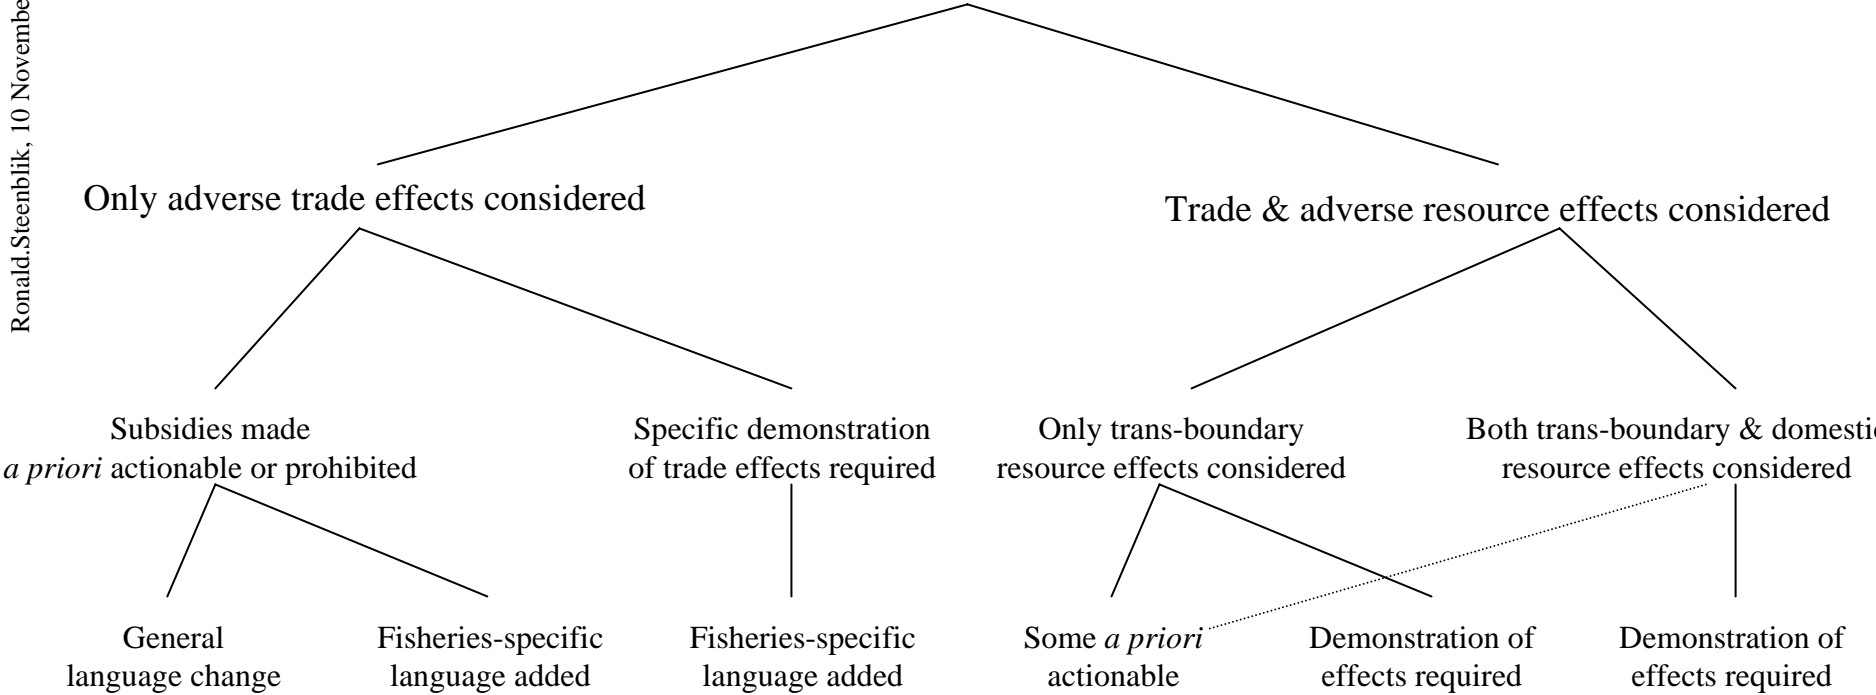 Ronald.Steenblik, 10 Novembe
Only adverse trade effects considered
Trade & adverse resource effects considered
Subsidies made
a priori actionable or prohibited
Specific demonstration
of trade effects required
Only trans-boundary
resource effects considered
Both trans-boundary & domestic
resource effects considered
General
language change
Fisheries-specific
language added
Fisheries-specific
language added
Some a priori
actionable
Demonstration of
effects required
Demonstration of
effects required